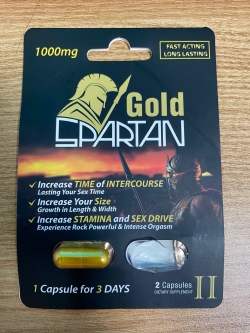 1000mg
FAST ACTING
LONG LASTING
Gold
SPARTAN
Increase TIME of INTERCOURSE
Lasting Your Sex Time
Increase Your Size
Growth in Length & Width
Increase STAMINA and SEX DRIVE
Experience Rock Powerful & Intense Orgasm
1 Capsule for 3 DAYS
2 Capsules
DIETARY SUPPLEMENT
II